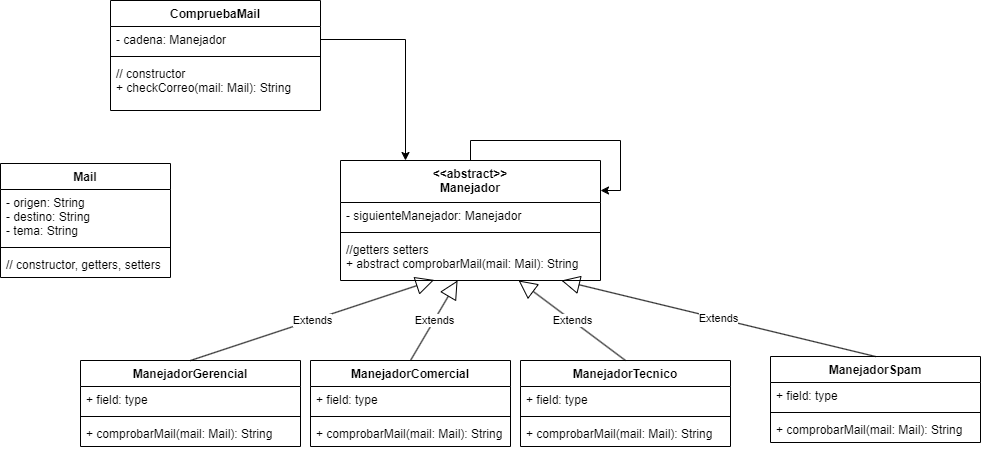 CompruebaMail
- cadena: Manejador
// constructor
+ checkCorreo(mail: Mail): String
Mail
- origen: String
- destino: String
- tema: String
// constructor, getters, setters
<<abstract>>
Manejador
- siguienteManejador: Manejador
//getters setters
+ abstract comprobarMail(mail: Mail): String
Extends
Extends
Extends
Extends
ManejadorGerencial
+ field: type
+ comprobarMail(mail: Mail): String
ManejadorComercial
+ field: type
+ comprobarMail(mail: Mail): String
ManejadorTecnico
+ field: type
+ comprobarMail(mail: Mail): String
ManejadorSpam
+ field: type
+ comprobarMail(mail: Mail): String